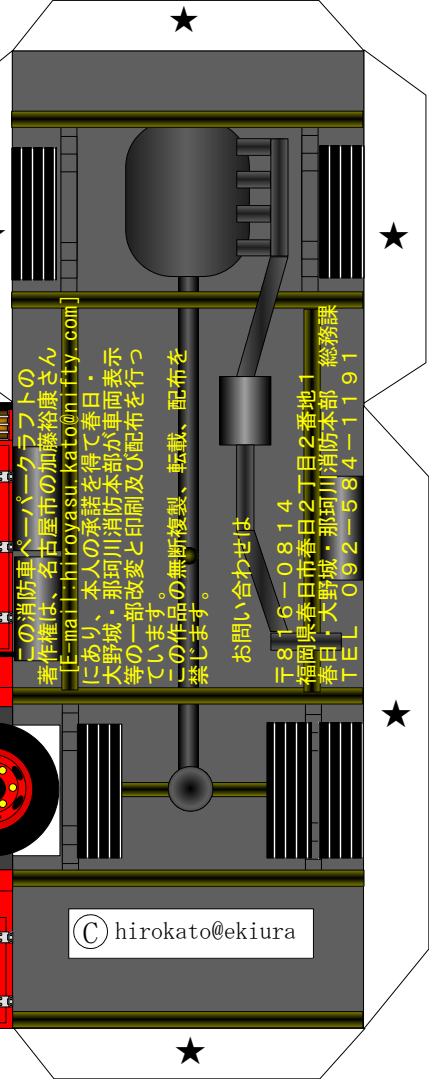 この消防車ペーパークラフトの
著作権は、名古屋市の加藤裕康さん
[E-mail.hiroyasu.kato@nifty.com]
にあり、本人の承諾を得て春日・
大野城・那珂川消防本部が車両表示
等の一部改変と印刷及び配布を行っ
ています。
この作品の無断複製、転載、配布を
禁じます。
お問い合わせは
〒816-0814
福岡県春日市春日2丁目2番地1
春日・大野城・那珂川消防本部 総務課
TEL 092-584-1191
Ⓒ hirokato@ekiura